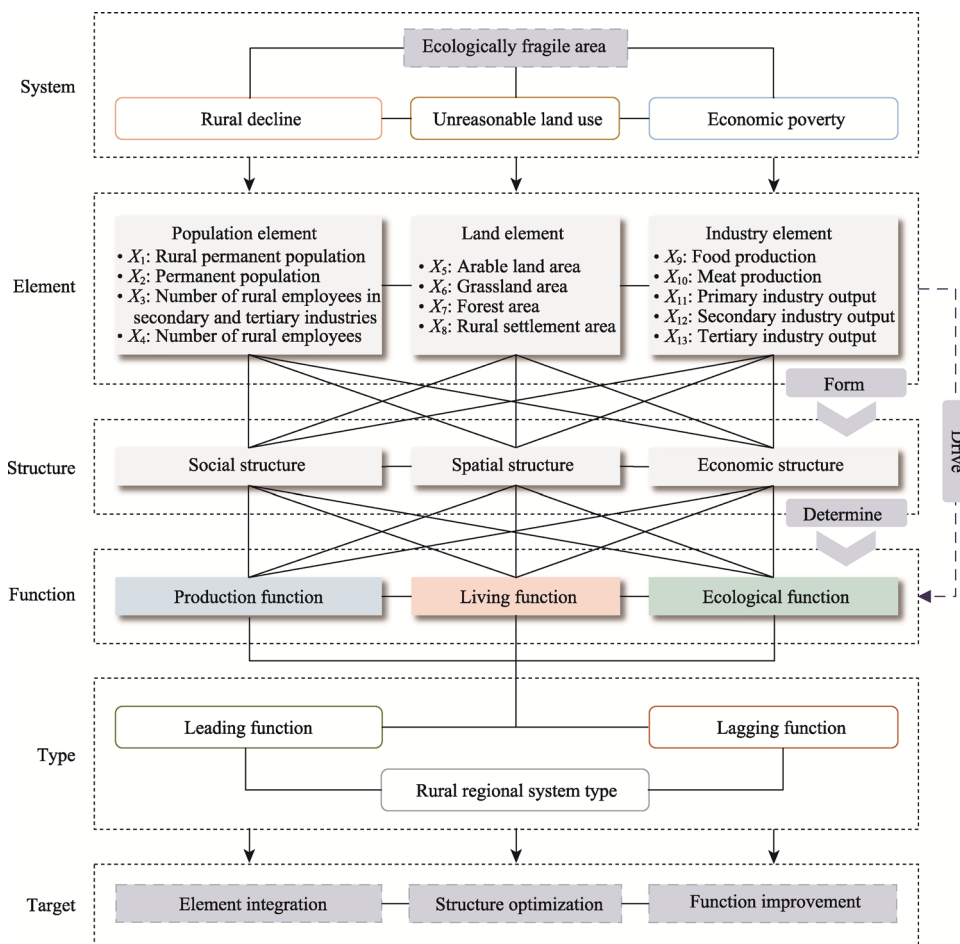 Ecologically fragile area
System
Rural decline
Unreasonable land use
Economic poverty
Population element
• X₁: Rural permanent population
• X₂: Permanent population
• X₃: Number of rural employees in
secondary and tertiary industries
• X₄: Number of rural employees
Land element
• X₅: Arable land area
• X₆: Grassland area
• X₇: Forest area
• X₈: Rural settlement area
Industry element
• X₉: Food production
• X₁₀: Meat production
• X₁₁: Primary industry output
• X₁₂: Secondary industry output
• X₁₃: Tertiary industry output
Element
Form
Drive
Structure
Social structure
Spatial structure
Economic structure
Determine
Function
Production function
Living function
Ecological function
Leading function
Lagging function
Type
Rural regional system type
Target
Element integration
Structure optimization
Function improvement